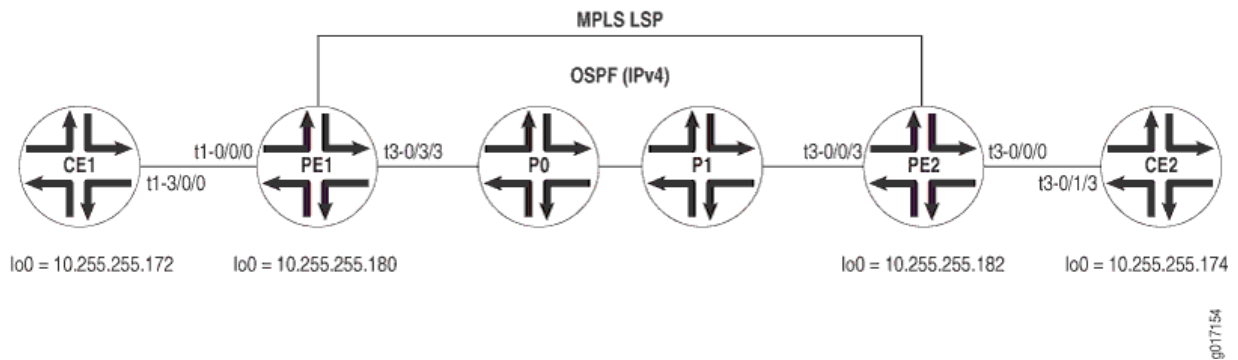 MPLS LSP
OSPF (IPv4)
t1-0/0/0 t3-0/3/3 t3-0/0/3 t3-0/0/0
CE1 PE1 P0 P1 PE2 CE2
t1-3/0/0 t3-0/1/3
lo0 = 10.255.255.172 lo0 = 10.255.255.180 lo0 = 10.255.255.182 lo0 = 10.255.255.174
g017154